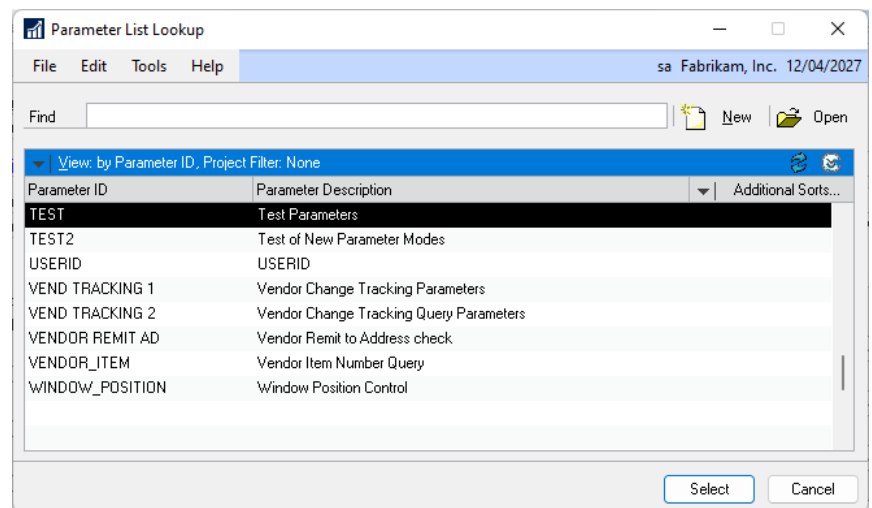 Parameter List Lookup
File Edit Tools Help sa Fabrikam, Inc. 12/04/2027
Find New Open
View: by Parameter ID, Project Filter: None
Parameter ID Parameter Description Additional Sorts...
TEST Test Parameters
TEST2 Test of New Parameter Modes
USERID USERID
VEND TRACKING 1 Vendor Change Tracking Parameters
VEND TRACKING 2 Vendor Change Tracking Query Parameters
VENDOR REMIT AD Vendor Remit to Address check
VENDOR_ITEM Vendor Item Number Query
WINDOW_POSITION Window Position Control
Select Cancel